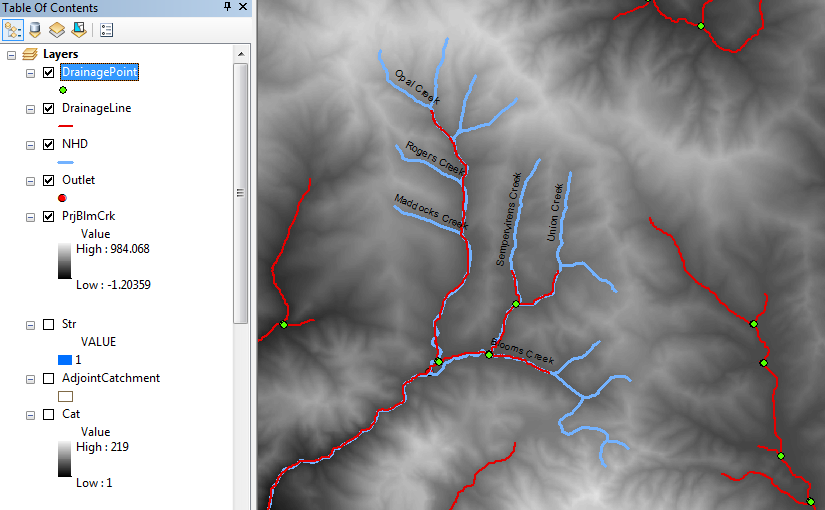 Table Of Contents
Layers
DrainagePoint
DrainageLine
NHD
Outlet
PrjBlmCrk
Value
High : 984.068
Low : -1.20359
Str
VALUE
1
AdjointCatchment
Cat
Value
High : 219
Low : 1
Opal Creek
Rogers Creek
Maddocks Creek
Sempervirens Creek
Union Creek
Blooms Creek